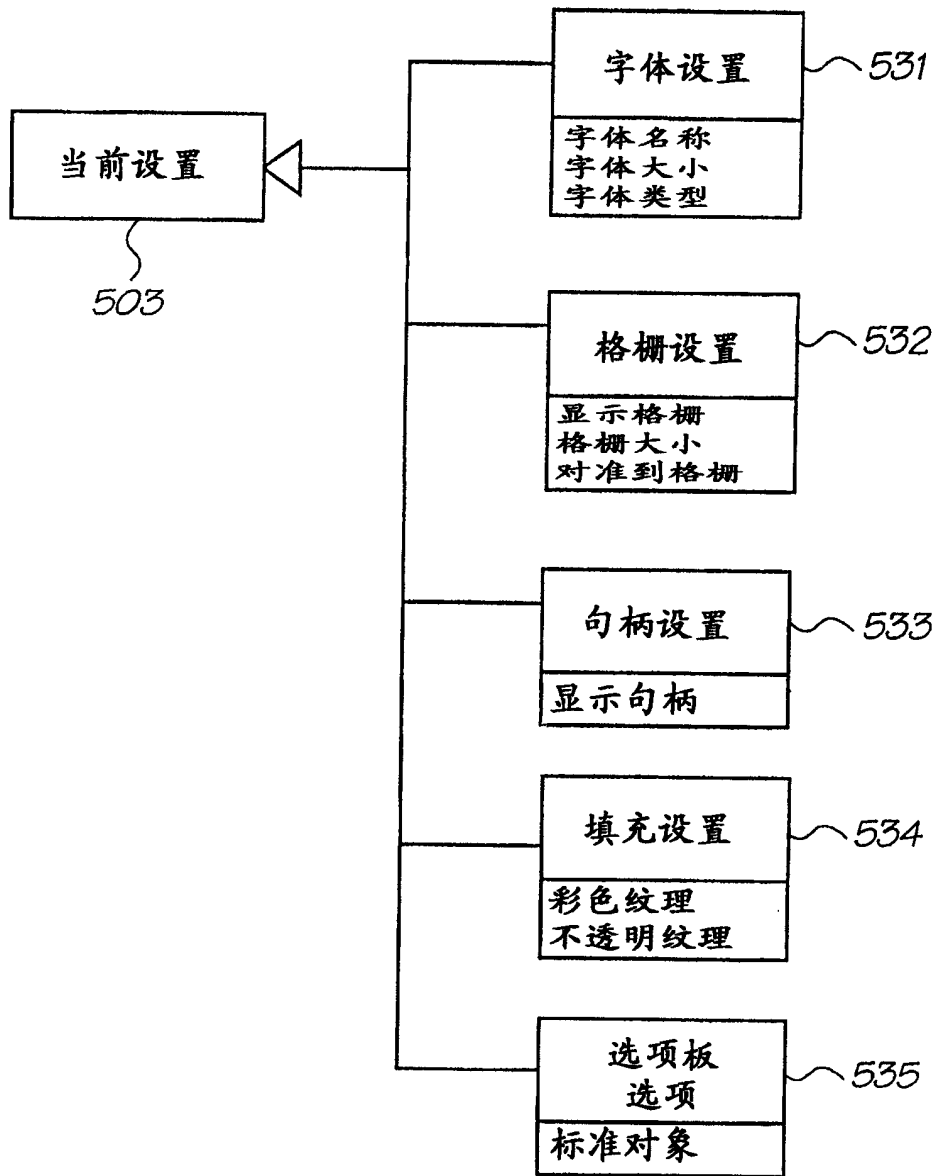 字体设置
531
字体名称
字体大小
字体类型
当前设置
503
格栅设置
532
显示格栅
格栅大小
对准到格栅
句柄设置
533
显示句柄
填充设置
534
彩色纹理
不透明纹理
选项板
选项
535
标准对象